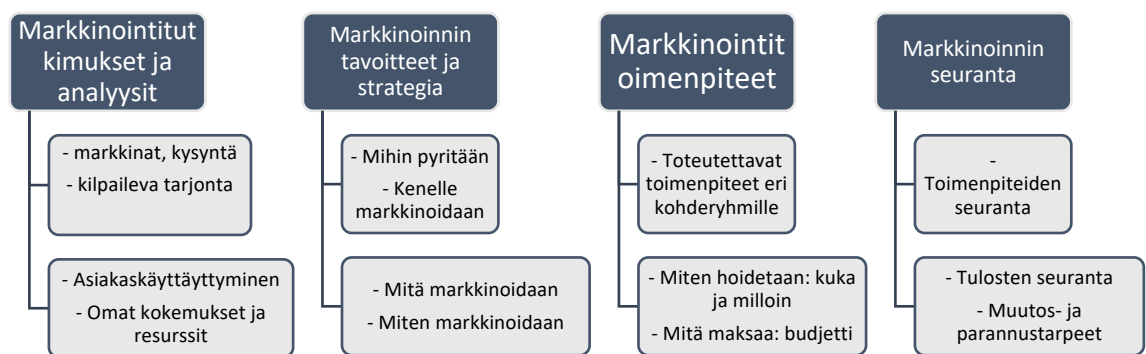 Markkinointitut
kimukset ja
analyysit
- markkinat, kysyntä
- kilpaileva tarjonta
- Asiakaskäyttäyttyminen
- Omat kokemukset ja
resurssit
Markkinoinnin
tavoitteet ja
strategia
- Mihin pyritään
- Kenelle
markkinoidaan
- Mitä markkinoidaan
- Miten markkinoidaan
Markkinointit
oimenpiteet
- Toteutettavat
toimenpiteet eri
kohderyhmille
- Miten hoidetaan: kuka
ja milloin
- Mitä maksaa: budjetti
Markkinoinnin
seuranta
-
Toimenpiteiden
seuranta
- Tulosten seuranta
- Muutos- ja
parannustarpeet